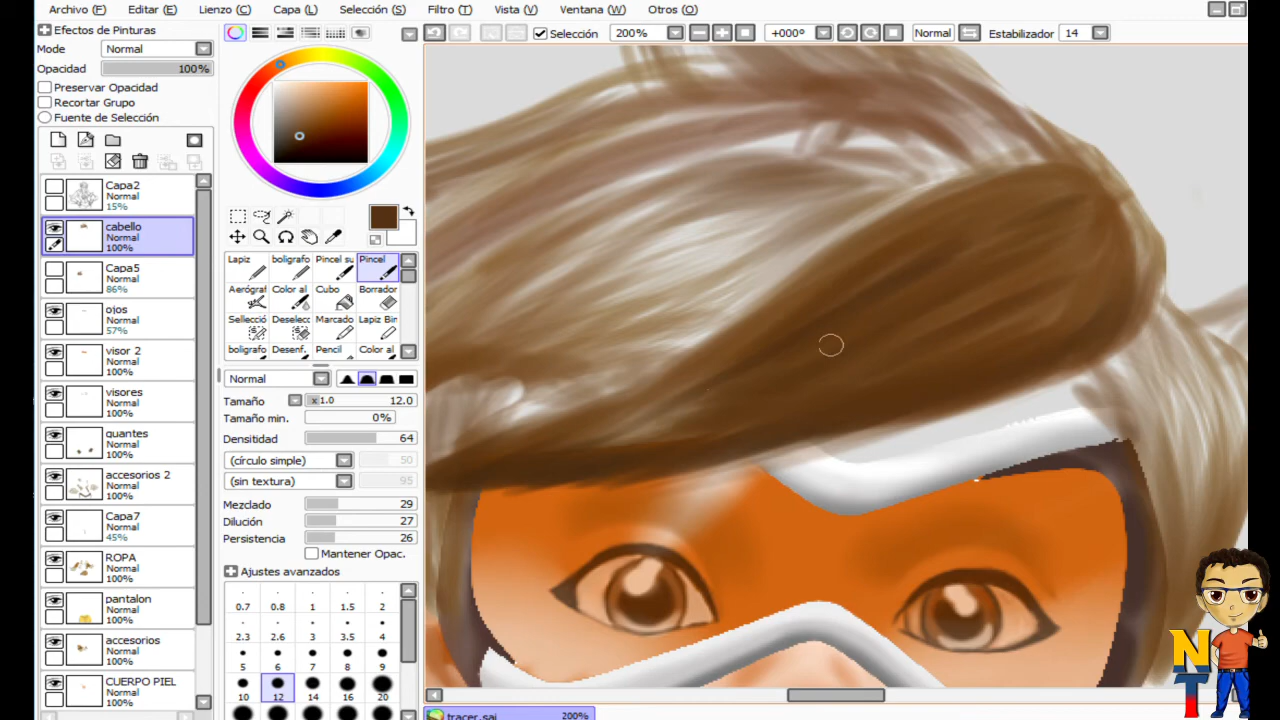 Archivo (F) Editar (E) Lienzo (C) Capa (L) Selección (S) Filtro (T) Vista (V) Ventana (W) Otros (O)
Efectos de Pinturas
Modo Normal
Opacidad 100%
Preservar Opacidad
Recortar Grupo
Fuente de Selección
Capa2
Normal
15%
cabello
Normal
100%
Capa5
Normal
86%
ojos
Normal
57%
visor 2
Normal
100%
visores
Normal
100%
guantes
Normal
100%
accesorios 2
Normal
100%
Capa7
Normal
45%
ROPA
Normal
100%
pantalon
Normal
100%
accesorios
Normal
100%
CUERPO PIEL
Normal
100%
Selección 200% +000° Normal Estabilizador 14
Lapiz boligrafo Pincel su Pincel
Aerógraf Color al Cubo Borrador
Sellecció Deselecc Marcado Lapiz Bin
boligrafo Desenf. Pencil Color al
Normal
Tamaño x1.0 12.0
Tamaño min. 0%
Densitidad 64
(círculo simple) 50
(sin textura) 95
Mezclado 29
Dilución 27
Persistencia 26
Mantener Opac.
Ajustes avanzados
0.7 0.8 1 1.5 2
2.3 2.6 3 3.5 4
5 6 7 8 9
10 12 14 16 20
tracer.sai 200%
NT